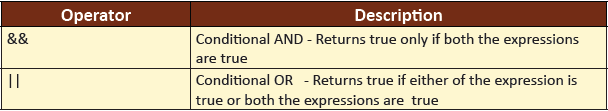 Operator Description
&& Conditional AND - Returns true only if both the expressions
are true
|| Conditional OR - Returns true if either of the expression is
true or both the expressions are true